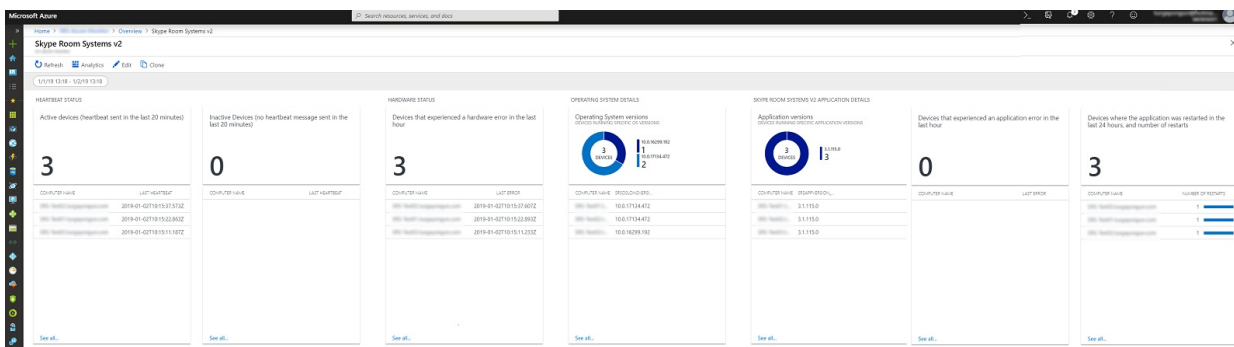 Microsoft Azure
Search resources, services, and docs
Home > Overview > Skype Room Systems v2
Skype Room Systems v2
Refresh Analytics Edit Clone
1/1/19 13:18 - 1/2/19 13:18
HEARTBEAT STATUS
Active devices (heartbeat sent in the last 20 minutes)
3
COMPUTER NAME LAST HEARTBEAT
2019-01-02T10:15:37.573Z
2019-01-02T10:15:22.863Z
2019-01-02T10:15:11.187Z
See all...
Inactive Devices (no heartbeat message sent in the
last 20 minutes)
0
COMPUTER NAME LAST HEARTBEAT
See all...
HARDWARE STATUS
Devices that experienced a hardware error in the last
hour
3
COMPUTER NAME LAST ERROR
2019-01-02T10:15:37.607Z
2019-01-02T10:15:22.893Z
2019-01-02T10:15:11.233Z
See all...
OPERATING SYSTEM DETAILS
Operating System versions
DEVICES RUNNING SPECIFIC OS VERSIONS
3
DEVICES
10.0.16299.192
1
10.0.17134.472
2
COMPUTER NAME
10.0.17134.472
10.0.17134.472
10.0.16299.192
See all...
SKYPE ROOM SYSTEMS V2 APPLICATION DETAILS
Application versions
DEVICES RUNNING SPECIFIC APPLICATION VERSIONS
3
DEVICES
3.1.115.0
3
COMPUTER NAME SRSAPPVERSION_...
3.1.115.0
3.1.115.0
3.1.115.0
See all...
Devices that experienced an application error in the
last hour
0
COMPUTER NAME LAST ERROR
See all...
Devices where the application was restarted in the
last 24 hours, and number of restarts
3
COMPUTER NAME NUMBER OF RESTARTS
1
1
1
See all...